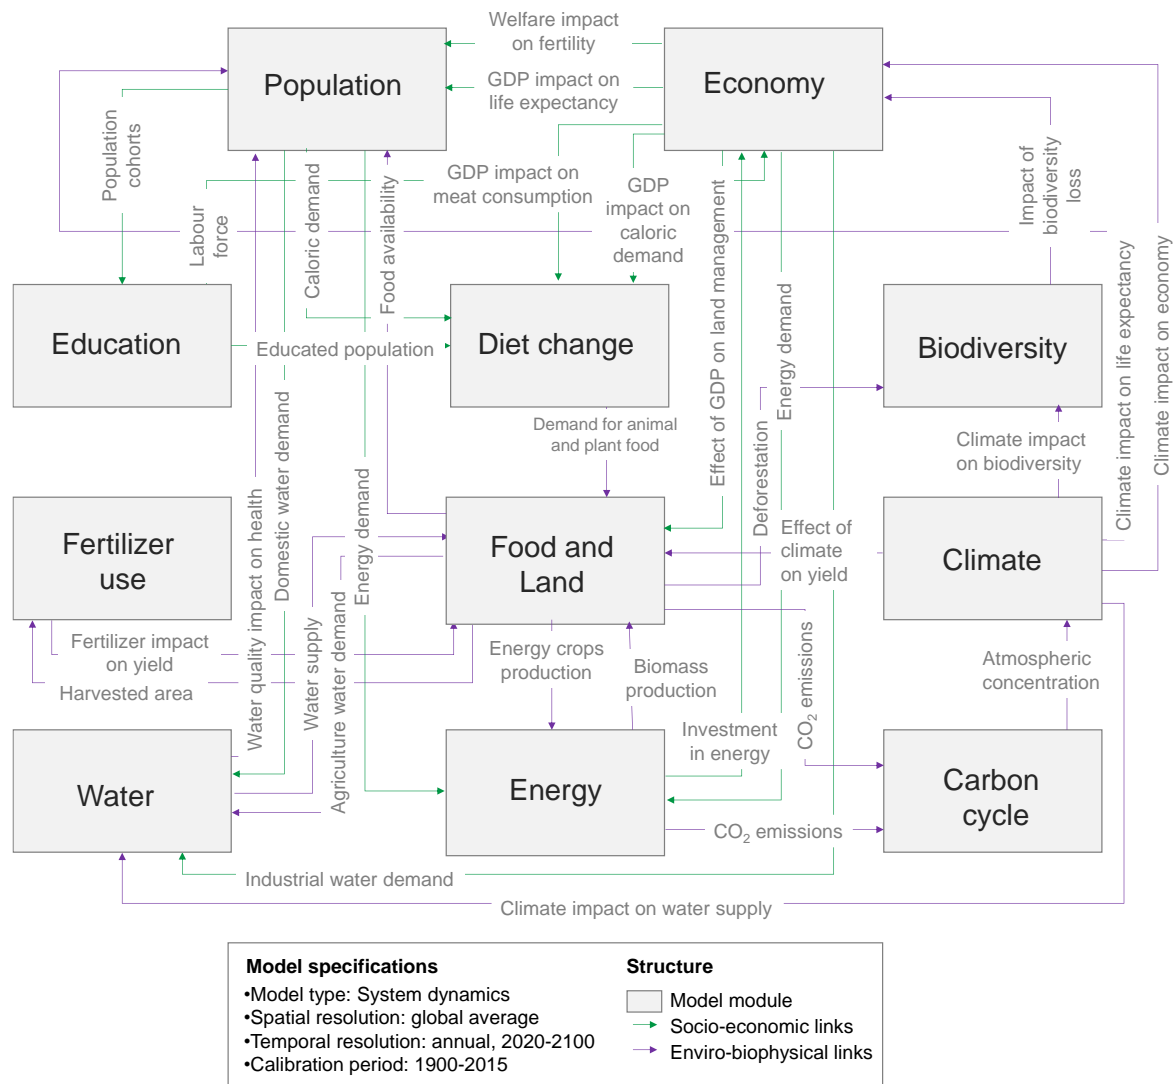 Welfare impact
on fertility
Population
Economy
GDP impact on
life expectancy
Population
cohorts
Labour
force
Caloric demand
Food availability
GDP impact on
meat consumption
GDP
impact on
caloric
demand
Effect of GDP on land management
Energy demand
Impact of
biodiversity
loss
Climate impact on life expectancy
Climate impact on economy
Education
Educated population
Diet change
Biodiversity
Demand for animal
and plant food
Deforestation
Climate impact
on biodiversity
Water quality impact on health
Domestic water demand
Energy demand
Fertilizer
use
Food and
Land
Effect of
climate
on yield
Climate
Fertilizer impact
on yield
Harvested area
Water supply
Agriculture water demand
Energy crops
production
Biomass
production
CO₂ emissions
Atmospheric
concentration
Water
Energy
Investment
in energy
Carbon
cycle
CO₂ emissions
Industrial water demand
Climate impact on water supply
Model specifications
•Model type: System dynamics
•Spatial resolution: global average
•Temporal resolution: annual, 2020-2100
•Calibration period: 1900-2015
Structure
Model module
Socio-economic links
Enviro-biophysical links